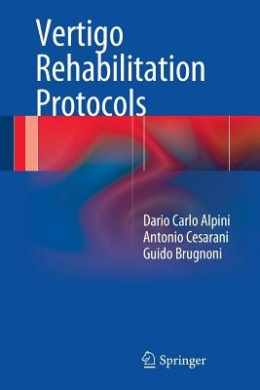 Vertigo
Rehabilitation
Protocols
Dario Carlo Alpini
Antonio Cesarani
Guido Brugnoni
Springer